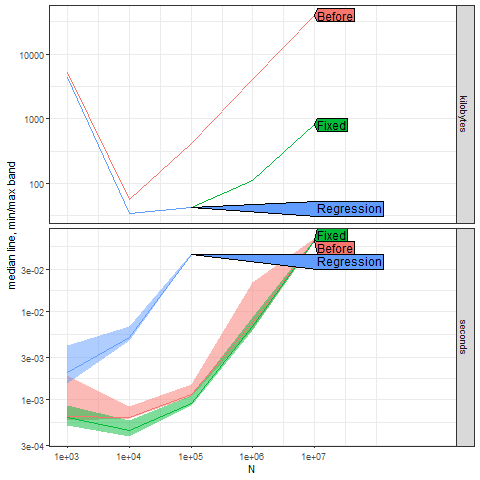 median line, min/max band
10000
1000
100
Before
Fixed
Regression
kilobytes
3e-02
1e-02
3e-03
1e-03
3e-04
Fixed
Before
Regression
seconds
1e+03
1e+04
1e+05
1e+06
1e+07
N